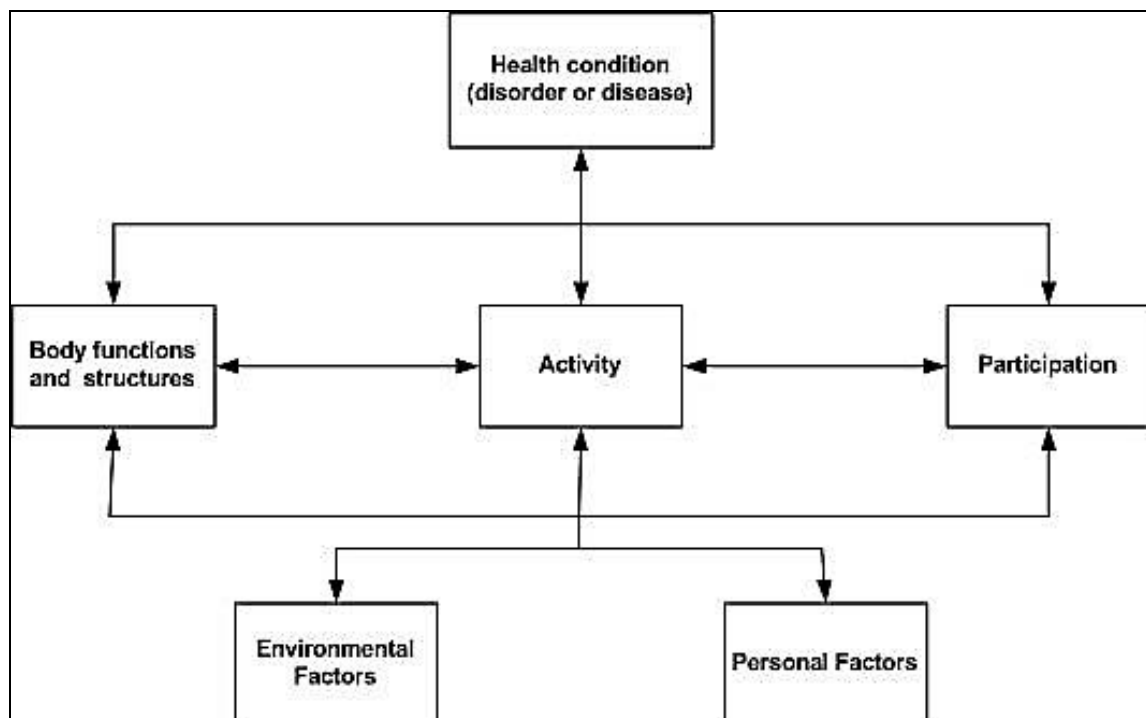 Health condition
(disorder or disease)
Body functions
and structures
Activity
Participation
Environmental
Factors
Personal Factors